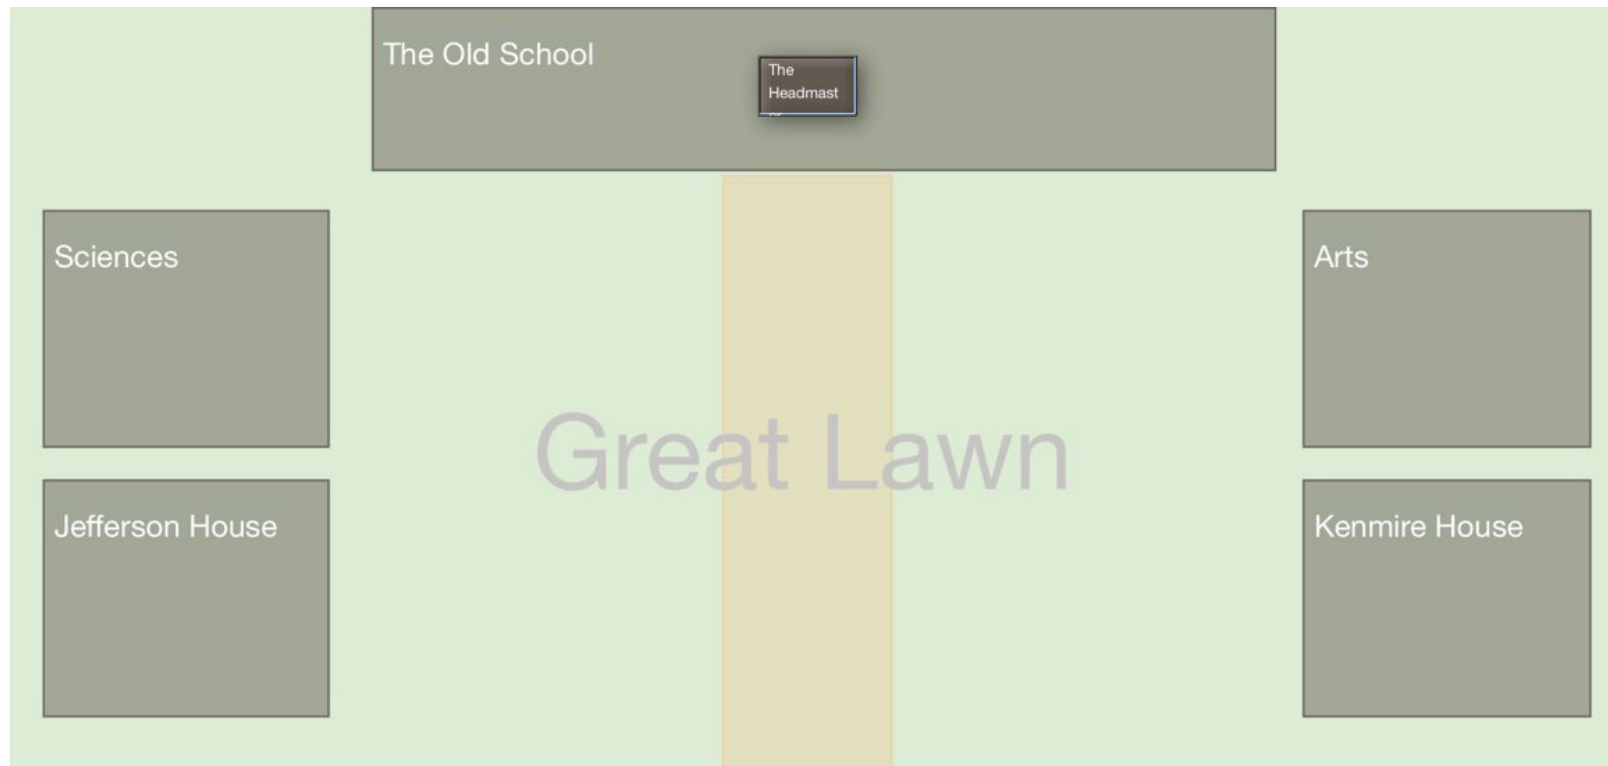 The Old School
The
Headmast
Sciences
Arts
Great Lawn
Jefferson House
Kenmire House